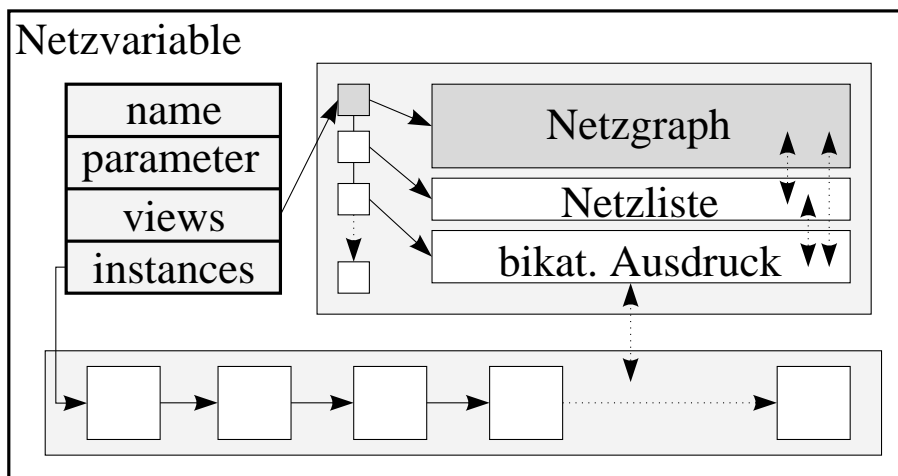 Netzvariable
name
parameter
views
instances
Netzgraph
Netzliste
bikat. Ausdruck